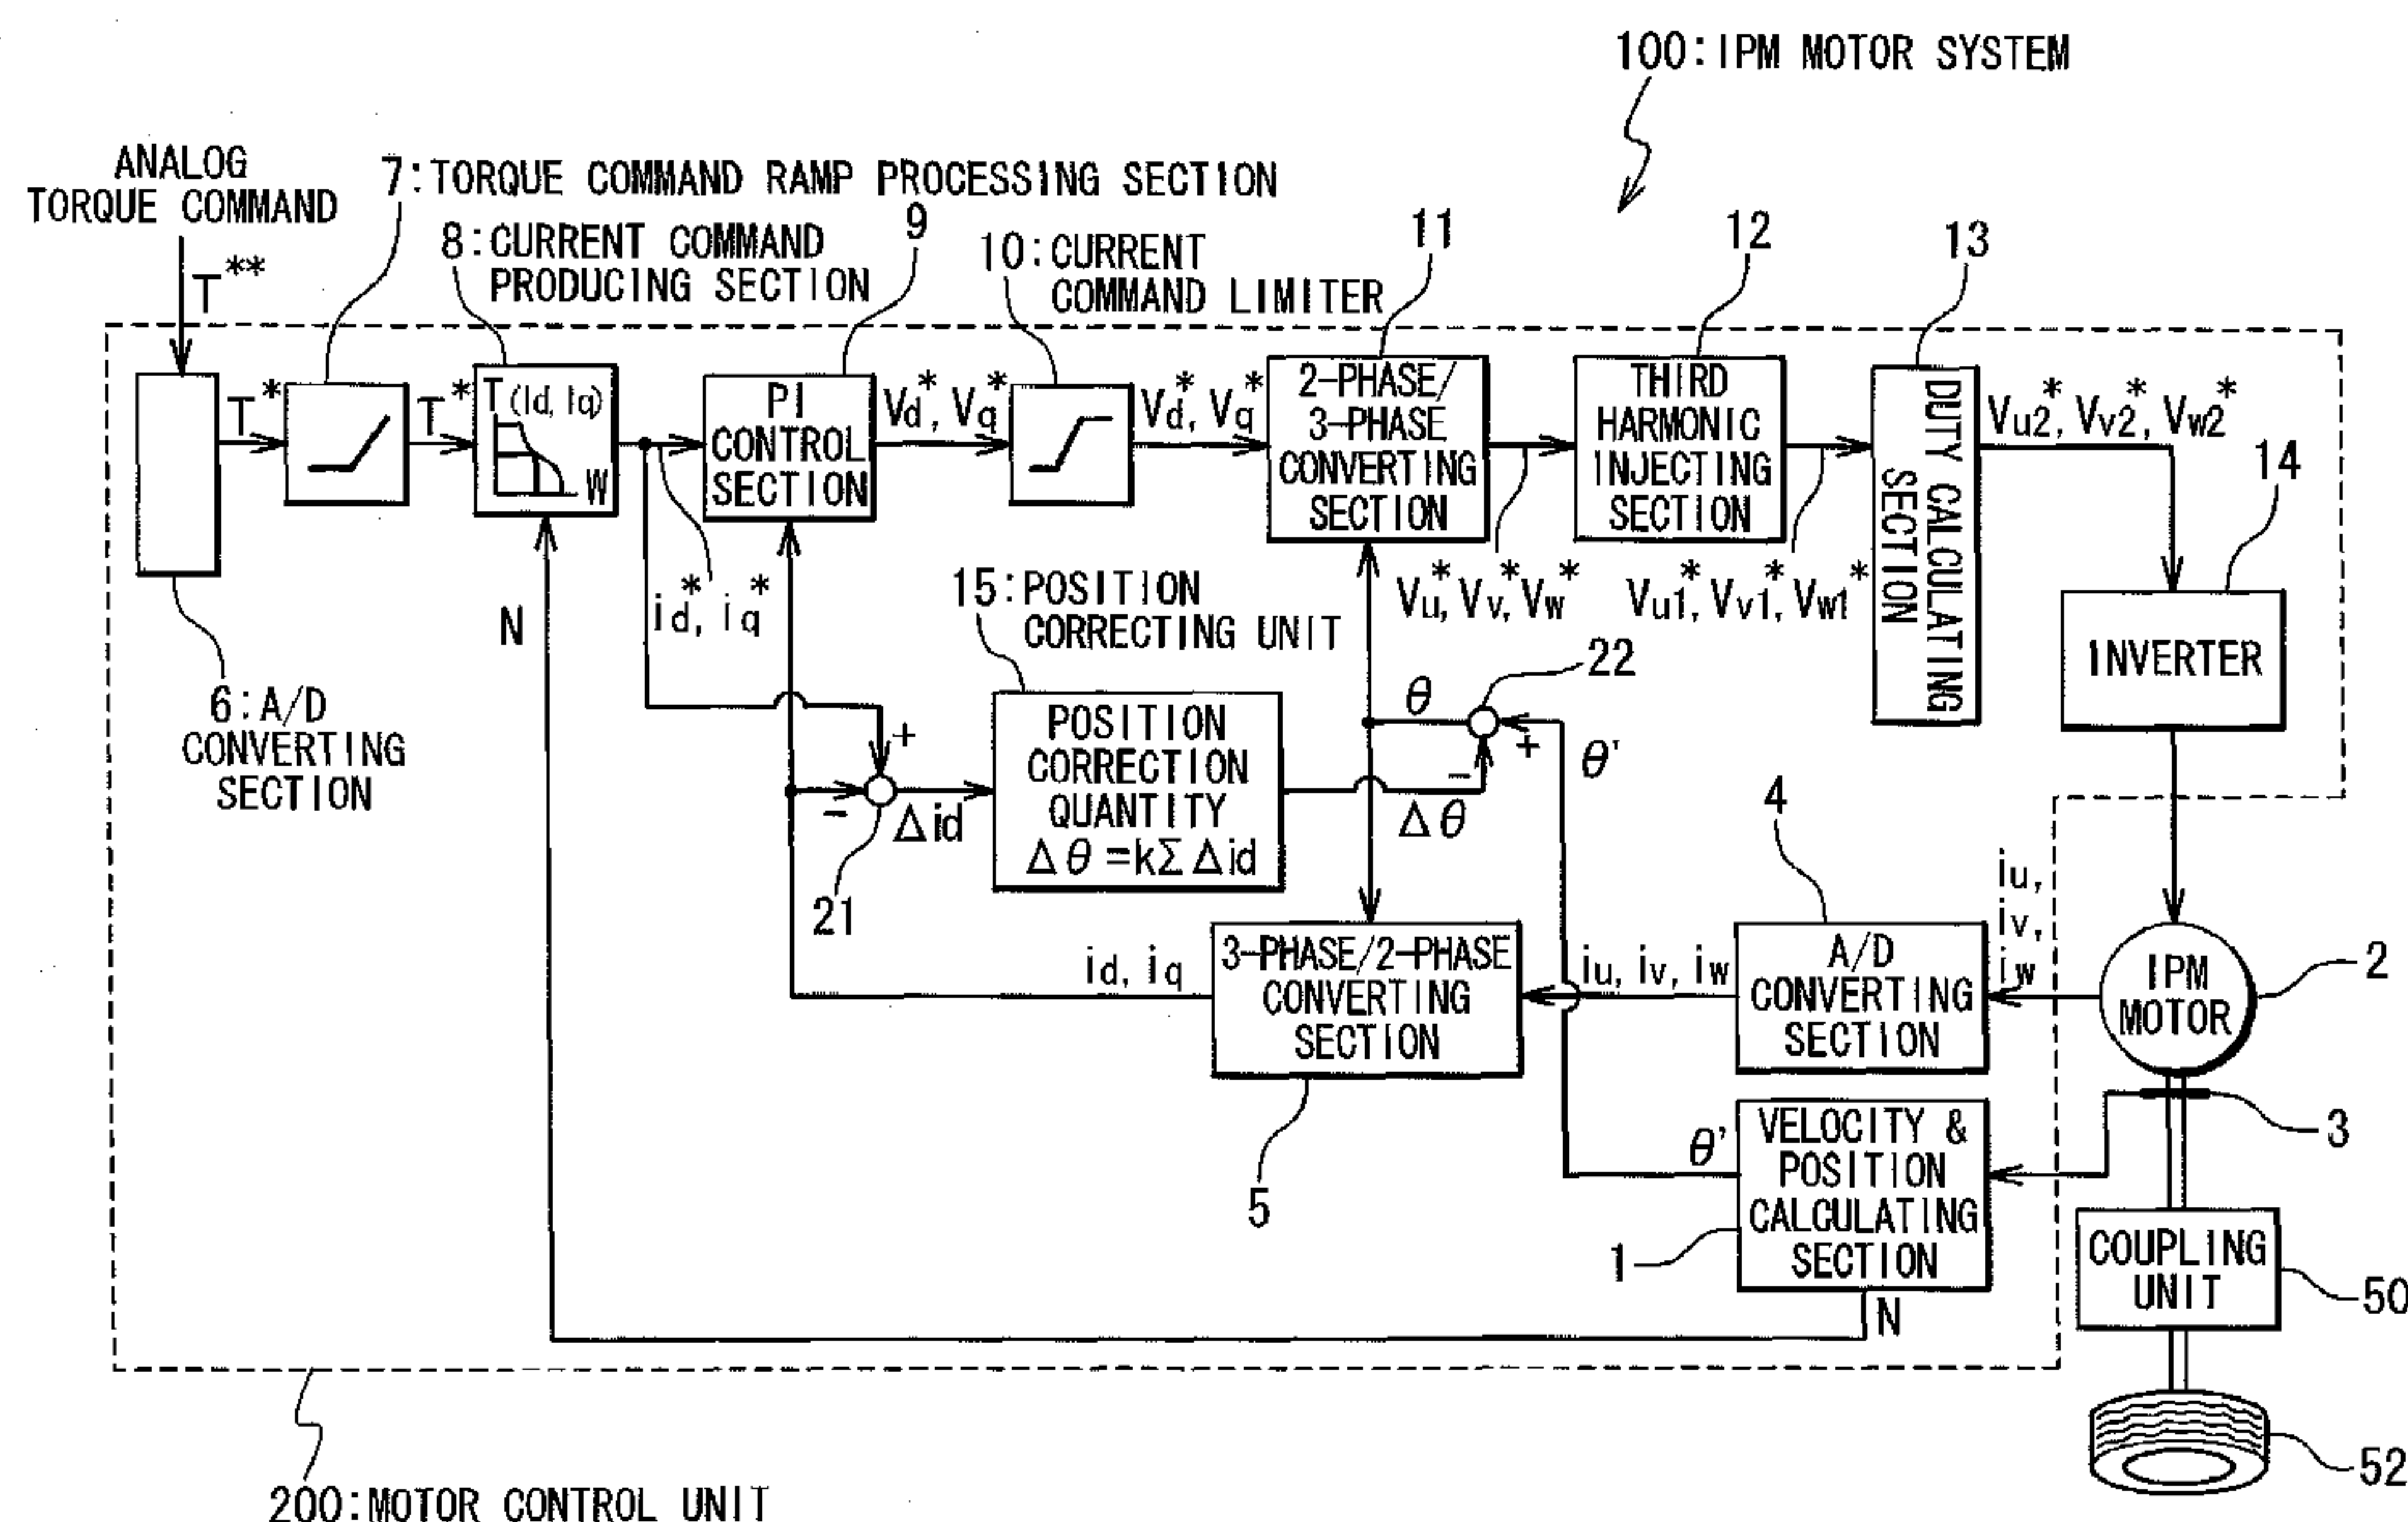 100:IPM MOTOR SYSTEM
ANALOG
TORQUE COMMAND
T**
7:TORQUE COMMAND RAMP PROCESSING SECTION
8:CURRENT COMMAND
PRODUCING SECTION
9
10:CURRENT
COMMAND LIMITER
11
12
13
T*
T*
T(Id, Iq)
W
PI
CONTROL
SECTION
Vd*, Vq*
Vd*, Vq*
2-PHASE/
3-PHASE
CONVERTING
SECTION
THIRD
HARMONIC
INJECTING
SECTION
DUTY CALCULATING
SECTION
Vu2*, Vv2*, Vw2*
14
INVERTER
N
id*, iq*
Vu*, Vv*, Vw*
Vu1*, Vv1*, Vw1*
6:A/D
CONVERTING
SECTION
15:POSITION
CORRECTING UNIT
POSITION
CORRECTION
QUANTITY
Δθ=kΣΔid
+
-
Δid
21
θ
22
+
-
θ'
Δθ
4
iu,
iv,
iw
id, iq
3-PHASE/2-PHASE
CONVERTING
SECTION
5
iu, iv, iw
A/D
CONVERTING
SECTION
IPM
MOTOR
2
3
θ'
VELOCITY &
POSITION
CALCULATING
SECTION
1
N
COUPLING
UNIT
50
52
200:MOTOR CONTROL UNIT